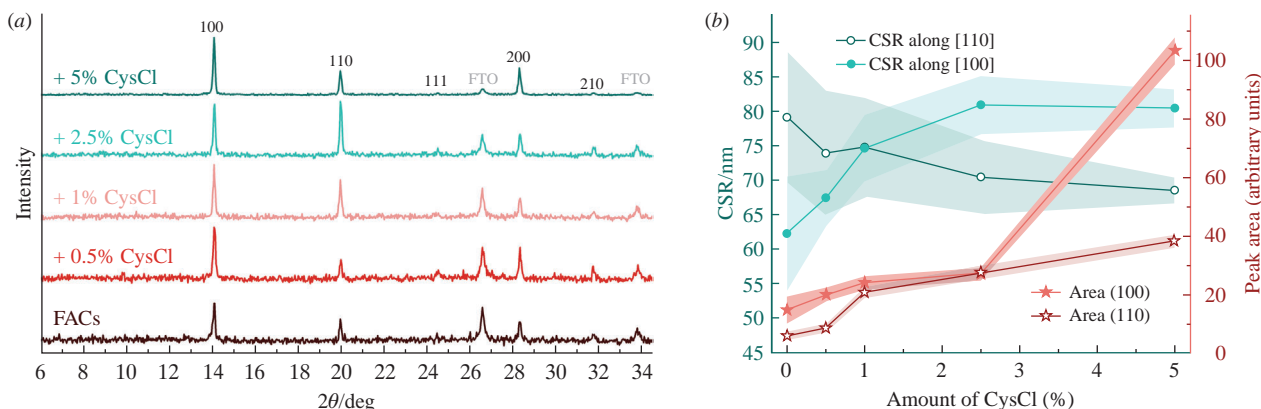 (a)
100
110
111
FTO
200
210
FTO
+ 5% CysCl
+ 2.5% CysCl
+ 1% CysCl
+ 0.5% CysCl
FACs
Intensity
6 8 10 12 14 16 18 20 22 24 26 28 30 32 34
2θ/deg
(b)
CSR along [110]
CSR along [100]
90
85
80
75
70
65
60
55
50
45
CSR/nm
100
80
60
40
20
0
Peak area (arbitrary units)
Area (100)
Area (110)
0 1 2 3 4 5
Amount of CysCl (%)